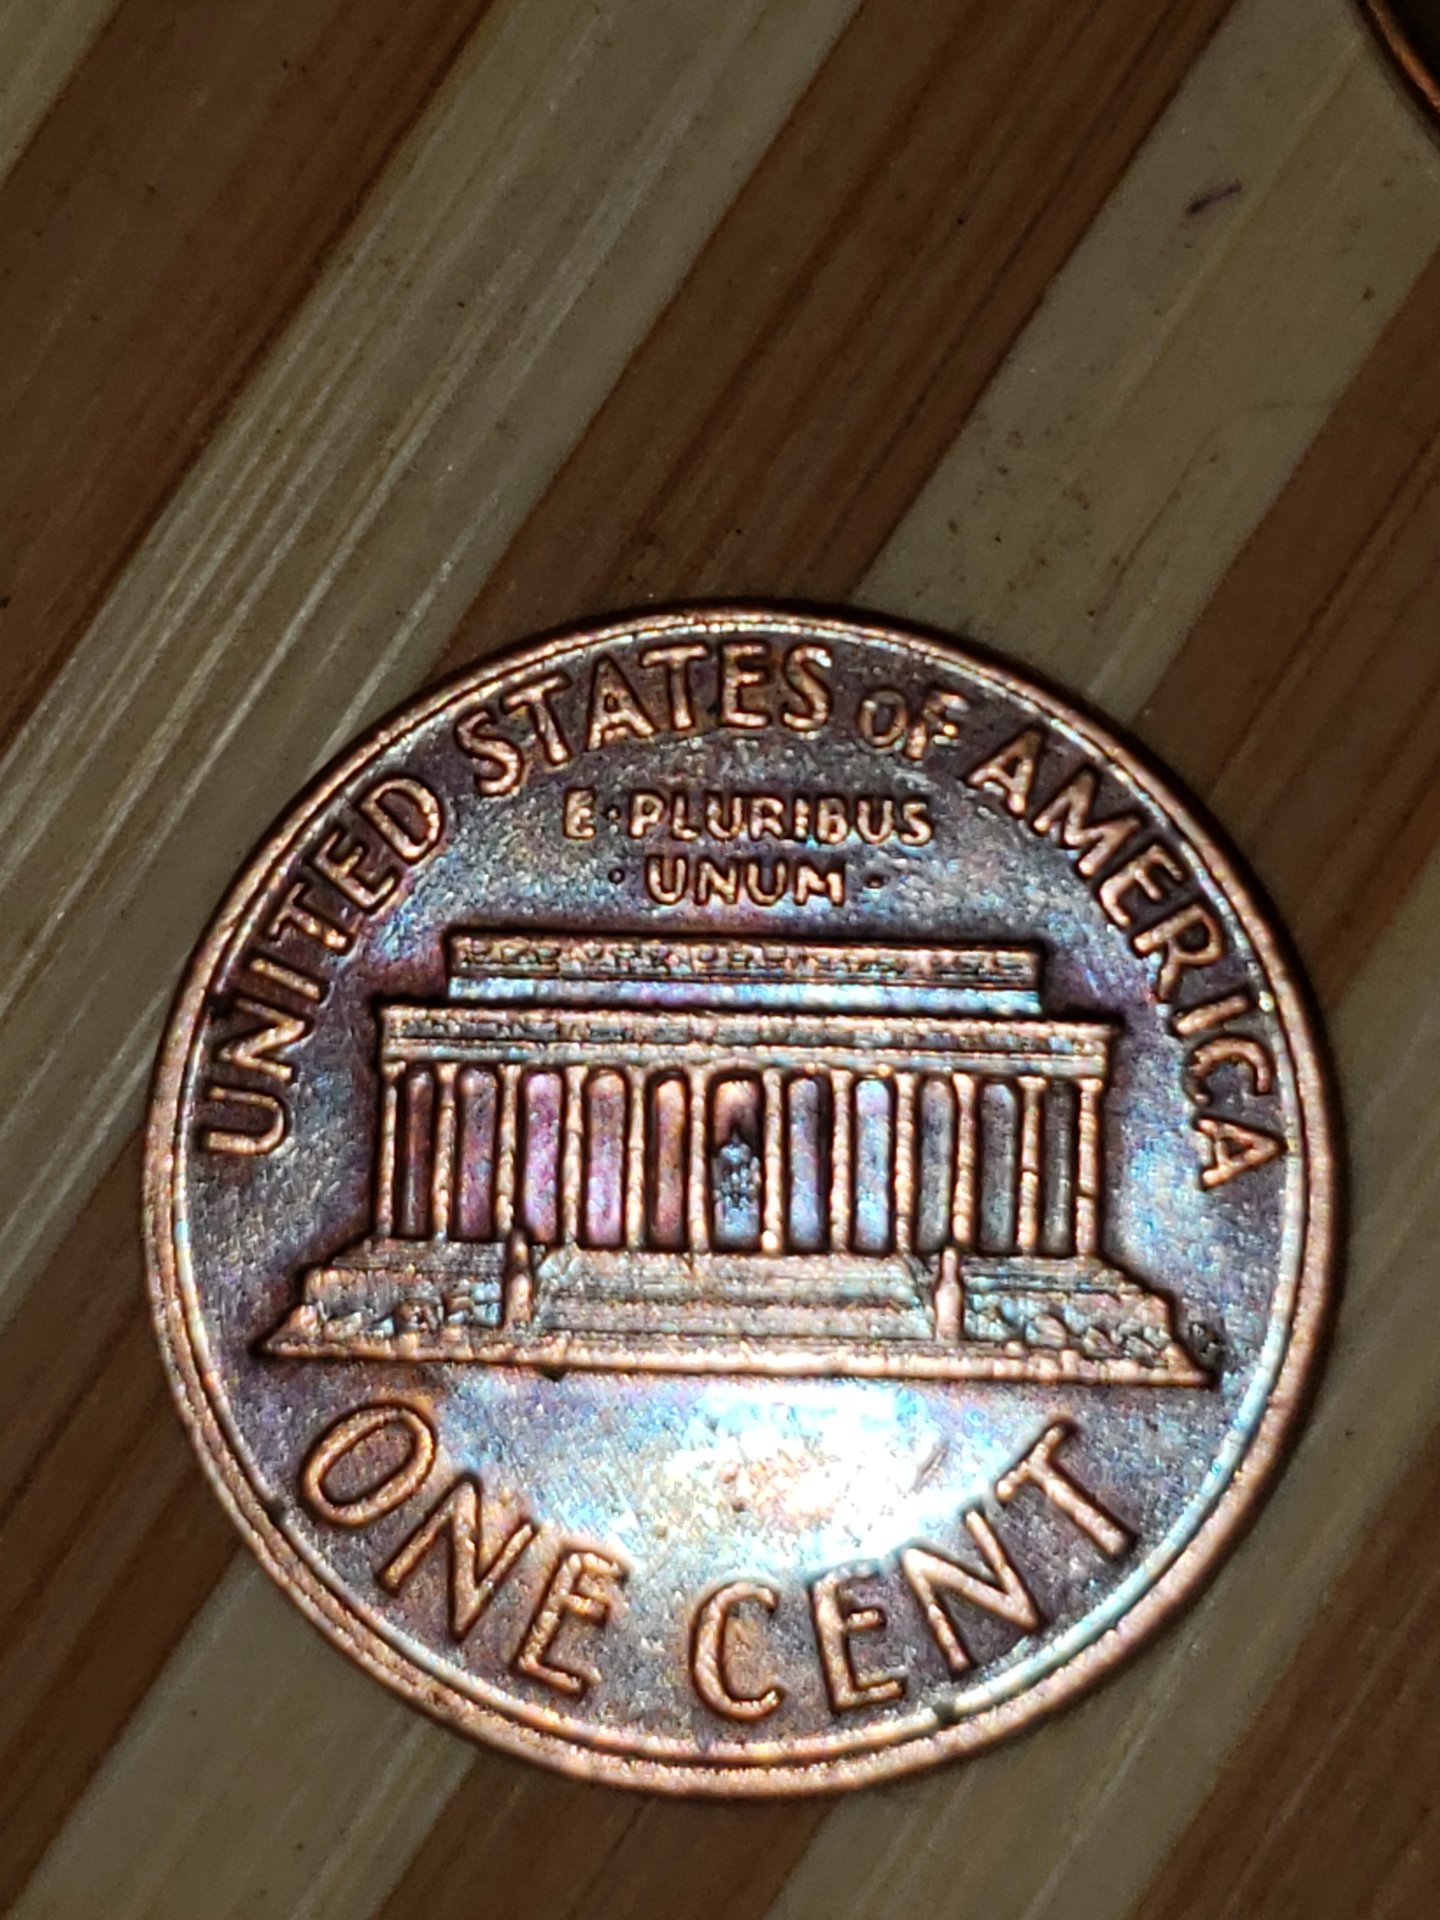 UNITED STATES OF AMERICA
E·PLURIBUS
·UNUM·
ONE CENT